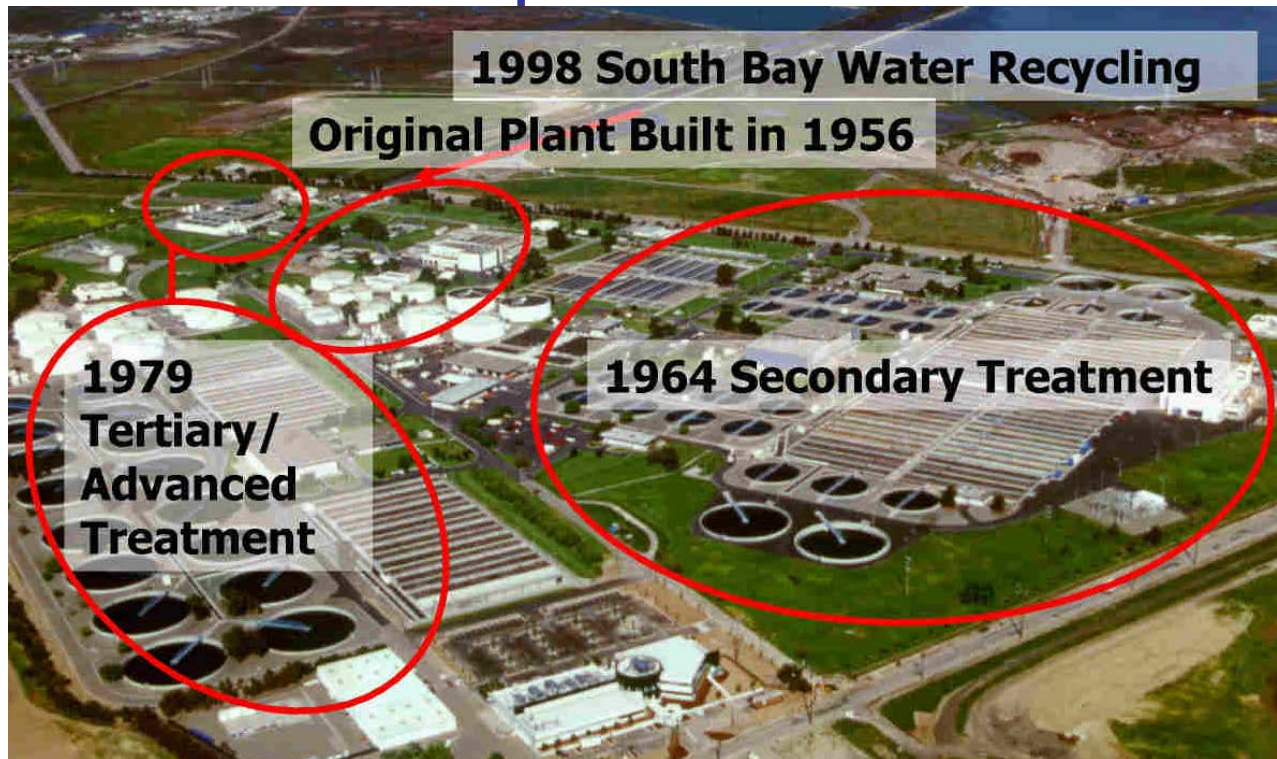 1998 South Bay Water Recycling
Original Plant Built in 1956
1964 Secondary Treatment
1979
Tertiary/
Advanced
Treatment